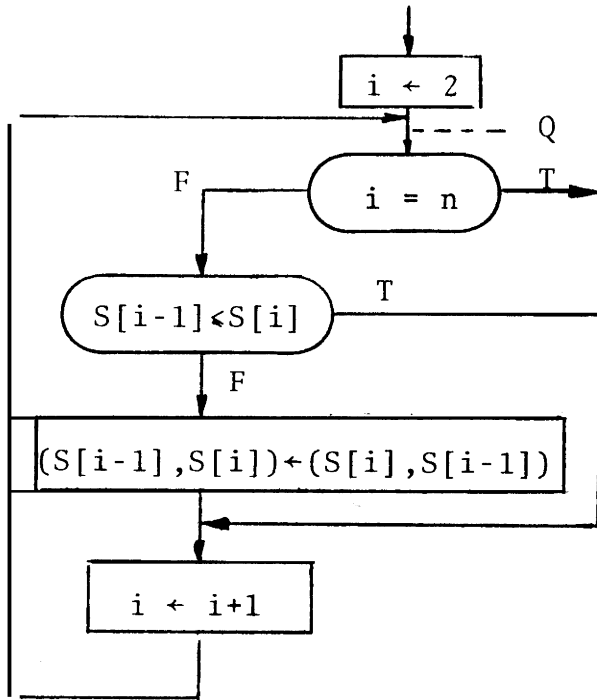 i ← 2
Q
i = n
F
T
S[i-1]≤S[i]
T
F
(S[i-1],S[i])←(S[i],S[i-1])
i ← i+1